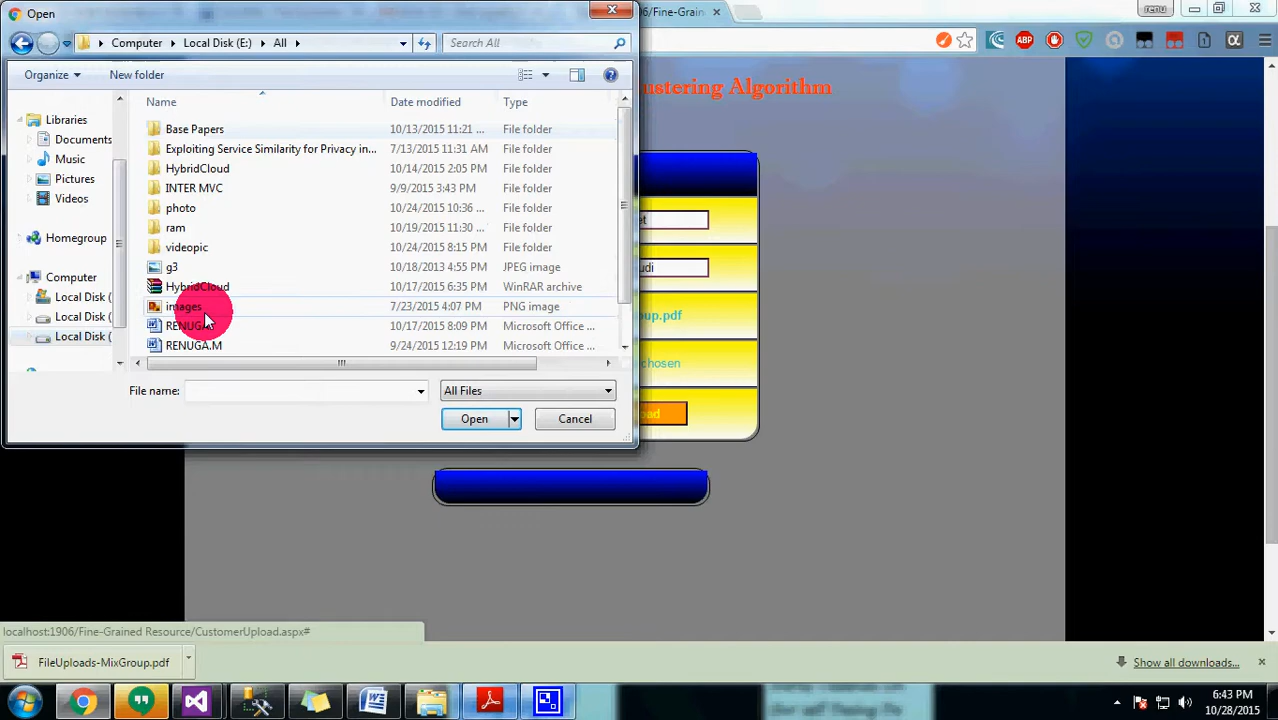 Open
906/Fine-Grain
renu
Computer
Local Disk (E:)
All
Search All
ABP
Organize
New folder
ustering Algorithm
Name
Date modified
Type
Libraries
Documents
Music
Pictures
Videos
Homegroup
Computer
Local Disk (
Local Disk (
Local Disk (
Base Papers 10/13/2015 11:21 ... File folder
Exploiting Service Similarity for Privacy in... 7/13/2015 11:31 AM File folder
HybridCloud 10/14/2015 2:05 PM File folder
INTER MVC 9/9/2015 3:43 PM File folder
photo 10/24/2015 10:36 ... File folder
ram 10/19/2015 11:30 ... File folder
videopic 10/24/2015 8:15 PM File folder
g3 10/18/2013 4:55 PM JPEG image
HybridCloud 10/17/2015 6:35 PM WinRAR archive
images 7/23/2015 4:07 PM PNG image
RENUGA 10/17/2015 8:09 PM Microsoft Office ...
RENUGA.M 9/24/2015 12:19 PM Microsoft Office ...
et
udi
oup.pdf
chosen
oad
File name:
All Files
Open
Cancel
localhost:1906/Fine-Grained Resource/CustomerUpload.aspx#
FileUploads-MixGroup.pdf
Show all downloads...
6:43 PM
10/28/2015